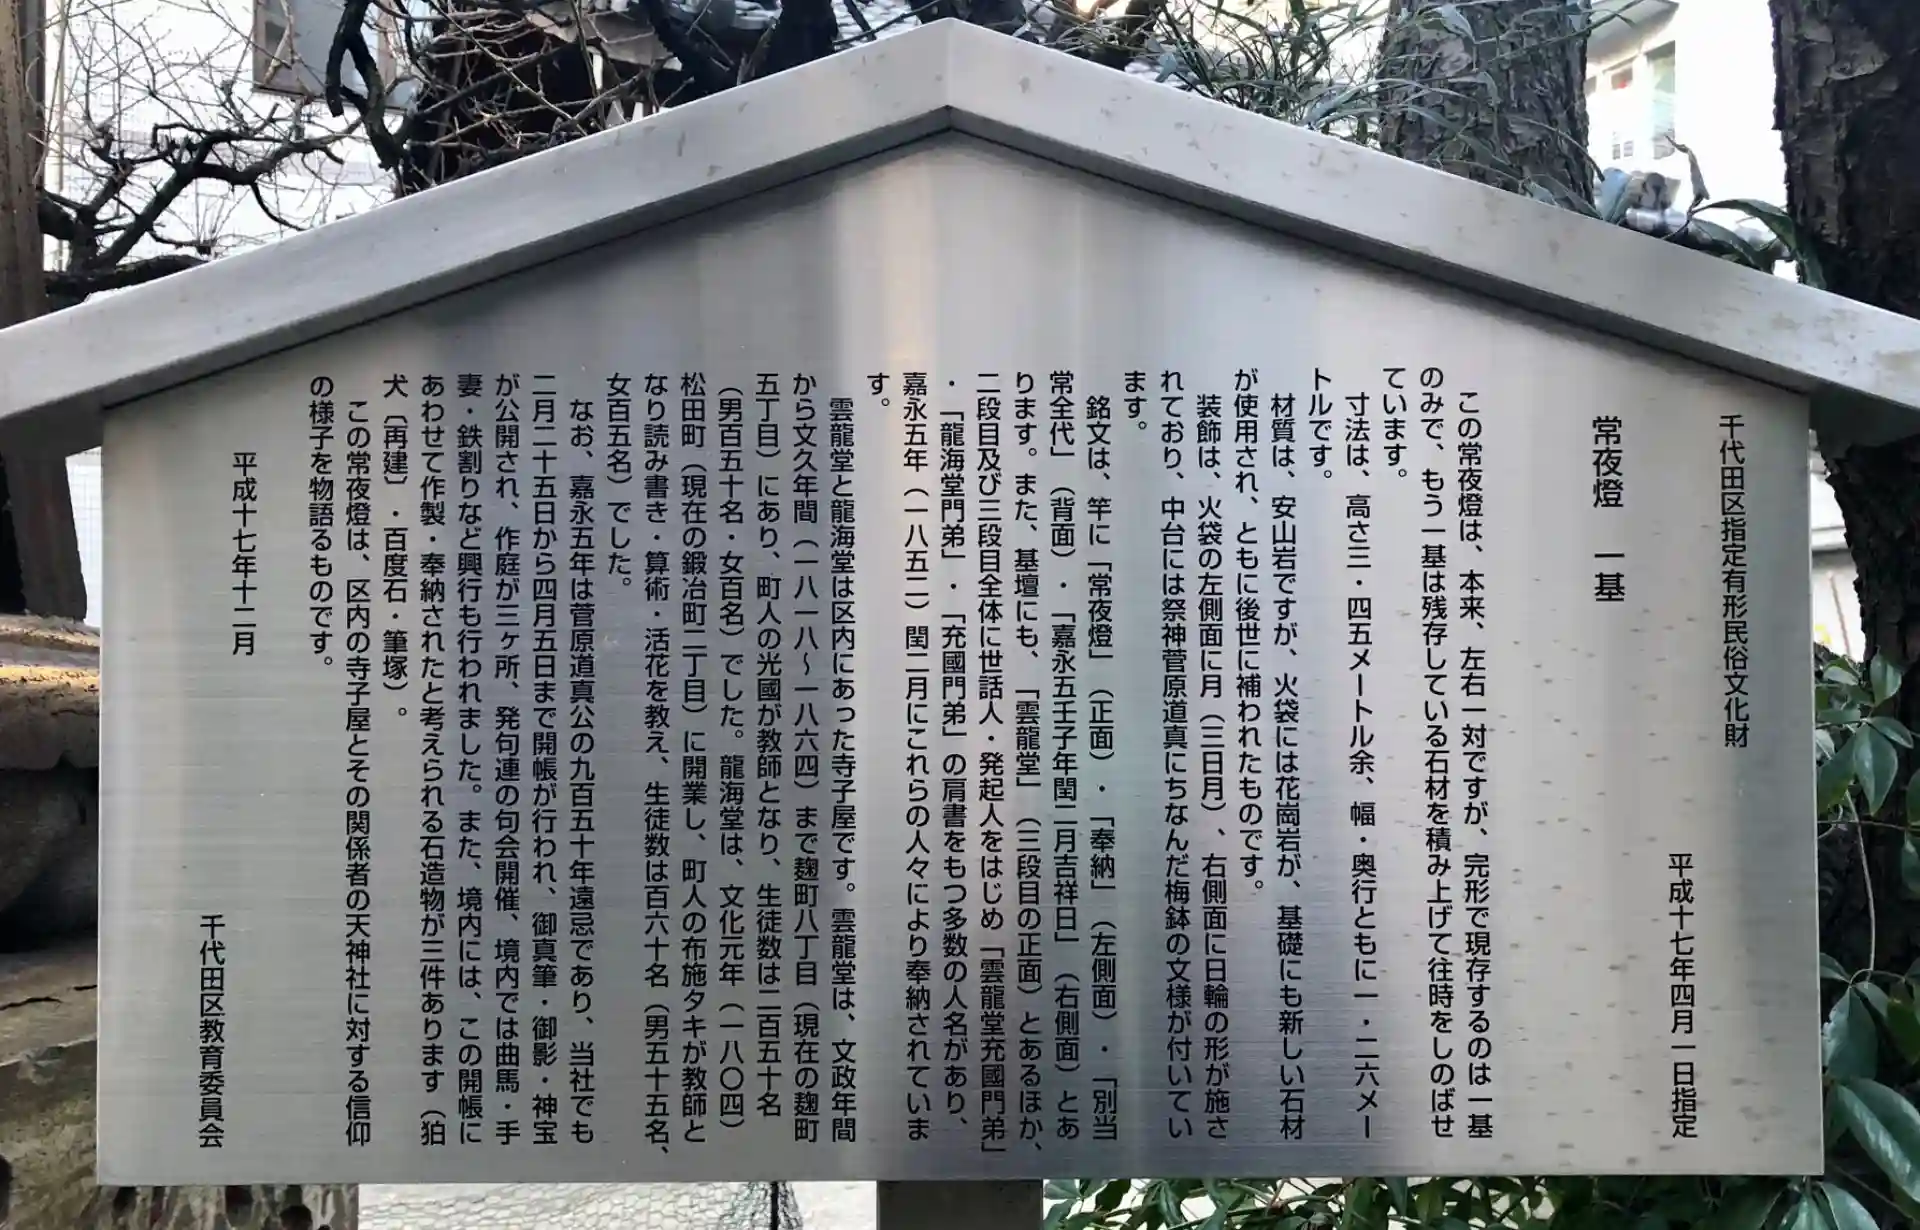 千代田区指定有形民俗文化財
平成十七年四月一日指定
常夜燈　一基
この常夜燈は、本来、左右一対ですが、完形で現存するのは一基
のみで、もう一基は残存している石材を積み上げて往時をしのばせ
ています。
寸法は、高さ三・四五メートル余、幅・奥行ともに一・二六メー
トルです。
材質は、安山岩ですが、火袋には花崗岩が、基礎にも新しい石材
が使用され、ともに後世に補われたものです。
装飾は、火袋の左側面に月（三日月）、右側面に日輪の形が施さ
れており、中台には祭神菅原道真にちなんだ梅鉢の文様が付いてい
ます。
銘文は、竿に「常夜燈」（正面）・「奉納」（左側面）・「別当
常全代」（背面）・「嘉永五壬子年閏二月吉祥日」（右側面）とあ
ります。また、基壇にも、「雲龍堂」（三段目の正面）とあるほか、
二段目及び三段目全体に世話人・発起人をはじめ「雲龍堂充國門弟」
・「龍海堂門弟」・「充國門弟」の肩書をもつ多数の人名があり、
嘉永五年（一八五二）閏二月にこれらの人々により奉納されていま
す。
雲龍堂と龍海堂は区内にあった寺子屋です。雲龍堂は、文政年間
から文久年間（一八一八～一八六四）まで麹町八丁目（現在の麹町
五丁目）にあり、町人の光國が教師となり、生徒数は二百五十名
（男百五十名・女百名）でした。龍海堂は、文化元年（一八〇四）
松田町（現在の鍛冶町二丁目）に開業し、町人の布施タキが教師と
なり読み書き・算術・活花を教え、生徒数は百六十名（男五十五名、
女百五名）でした。
なお、嘉永五年は菅原道真公の九百五十年遠忌であり、当社でも
二月二十五日から四月五日まで開帳が行われ、御真筆・御影・神宝
が公開され、作庭が三ヶ所、発句連の句会開催、境内では曲馬・手
妻・鉄割りなど興行も行われました。また、境内には、この開帳に
あわせて作製・奉納されたと考えられる石造物が三件あります（狛
犬〔再建〕・百度石・筆塚）。
この常夜燈は、区内の寺子屋とその関係者の天神社に対する信仰
の様子を物語るものです。
平成十七年十二月
千代田区教育委員会